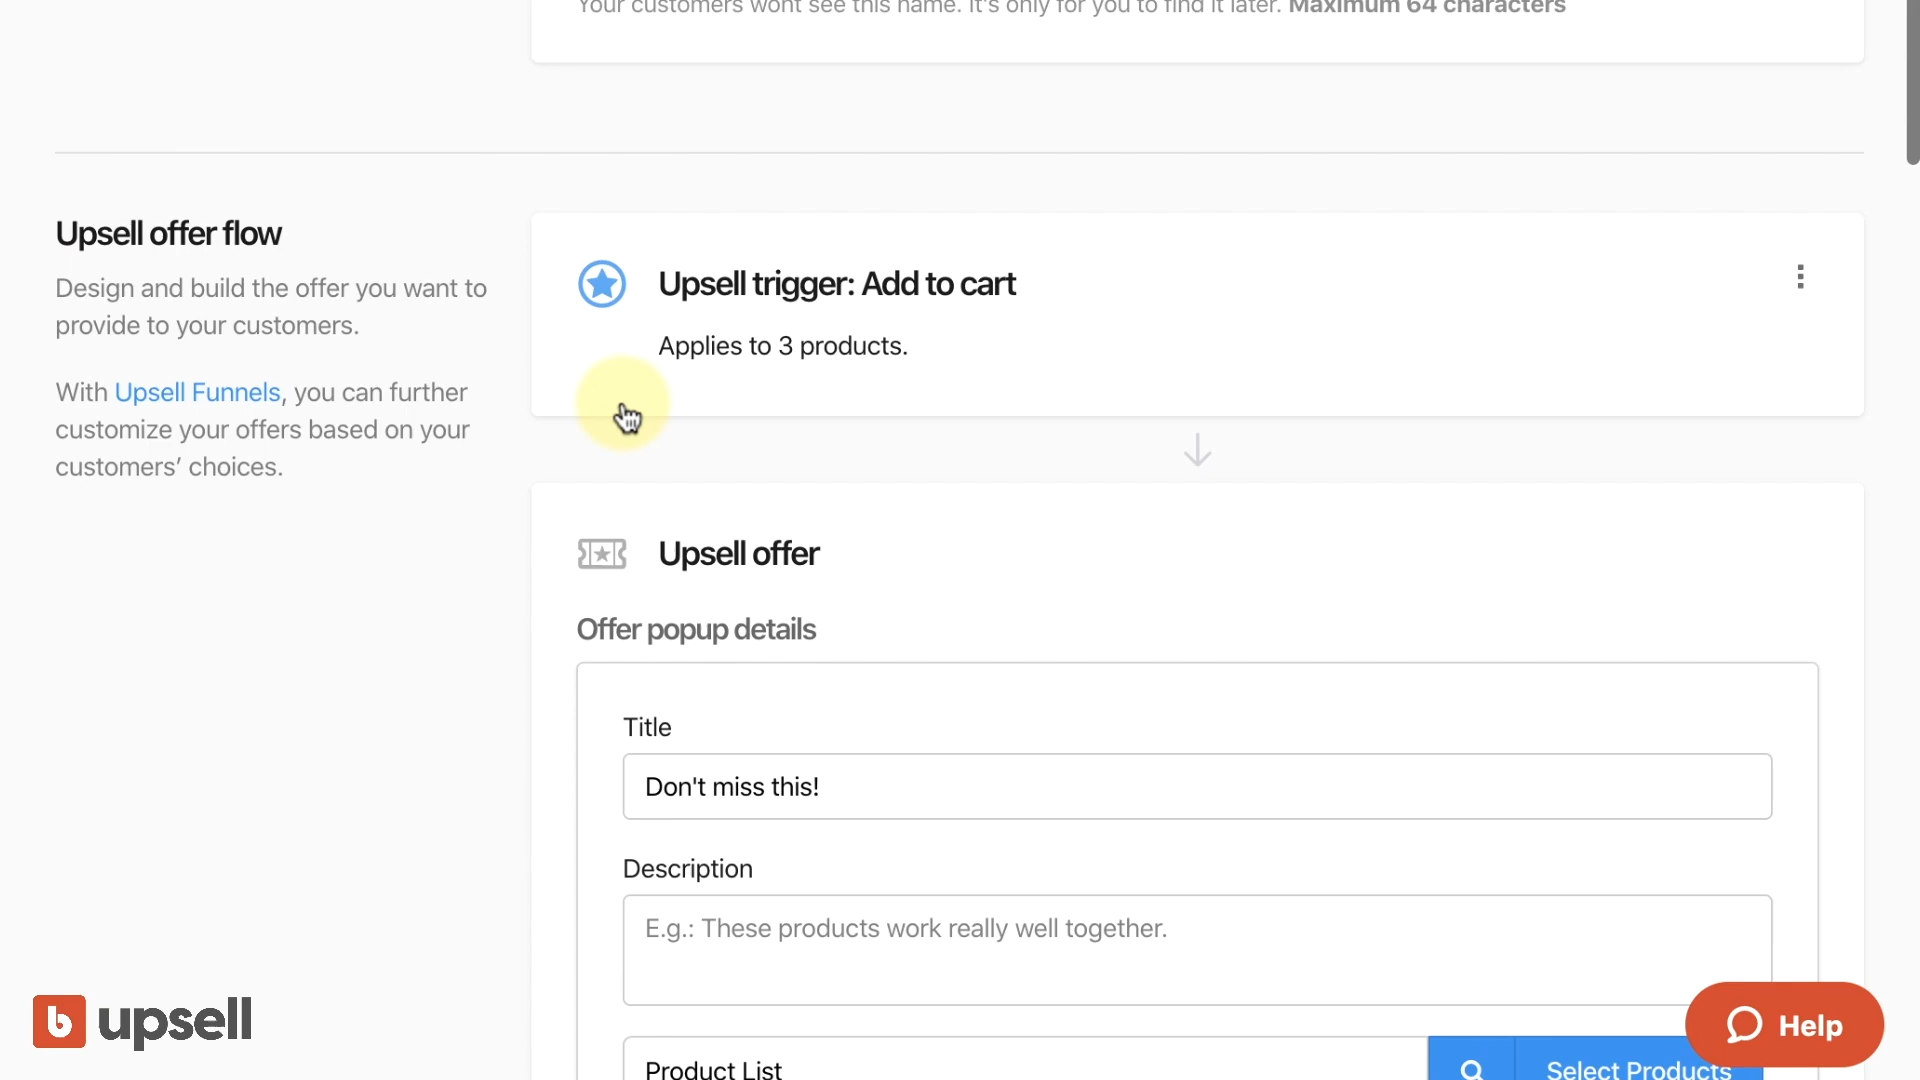 Your customers wont see this name. It's only for you to find it later. Maximum 64 characters
Upsell offer flow
Design and build the offer you want to
provide to your customers.
With Upsell Funnels, you can further
customize your offers based on your
customers’ choices.
Upsell trigger: Add to cart
Applies to 3 products.
Upsell offer
Offer popup details
Title
Don't miss this!
Description
E.g.: These products work really well together.
Product List
Select Products
b upsell
Help